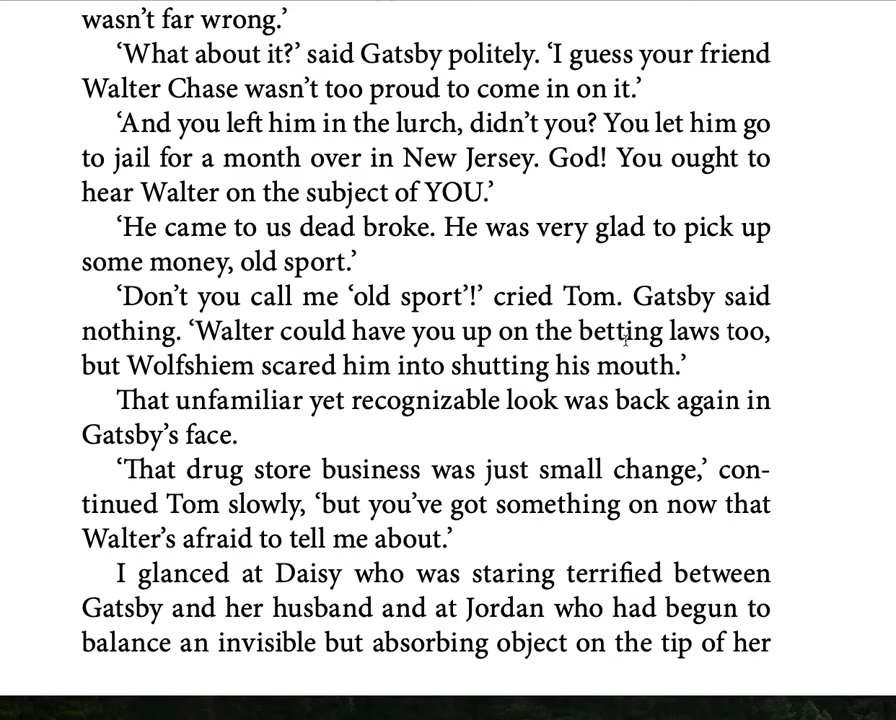 wasn’t far wrong.’
‘What about it?’ said Gatsby politely. ‘I guess your friend
Walter Chase wasn’t too proud to come in on it.’
‘And you left him in the lurch, didn’t you? You let him go
to jail for a month over in New Jersey. God! You ought to
hear Walter on the subject of YOU.’
‘He came to us dead broke. He was very glad to pick up
some money, old sport.’
‘Don’t you call me ‘old sport’!’ cried Tom. Gatsby said
nothing. ‘Walter could have you up on the betting laws too,
but Wolfshiem scared him into shutting his mouth.’
That unfamiliar yet recognizable look was back again in
Gatsby’s face.
‘That drug store business was just small change,’ con-
tinued Tom slowly, ‘but you’ve got something on now that
Walter’s afraid to tell me about.’
I glanced at Daisy who was staring terrified between
Gatsby and her husband and at Jordan who had begun to
balance an invisible but absorbing object on the tip of her